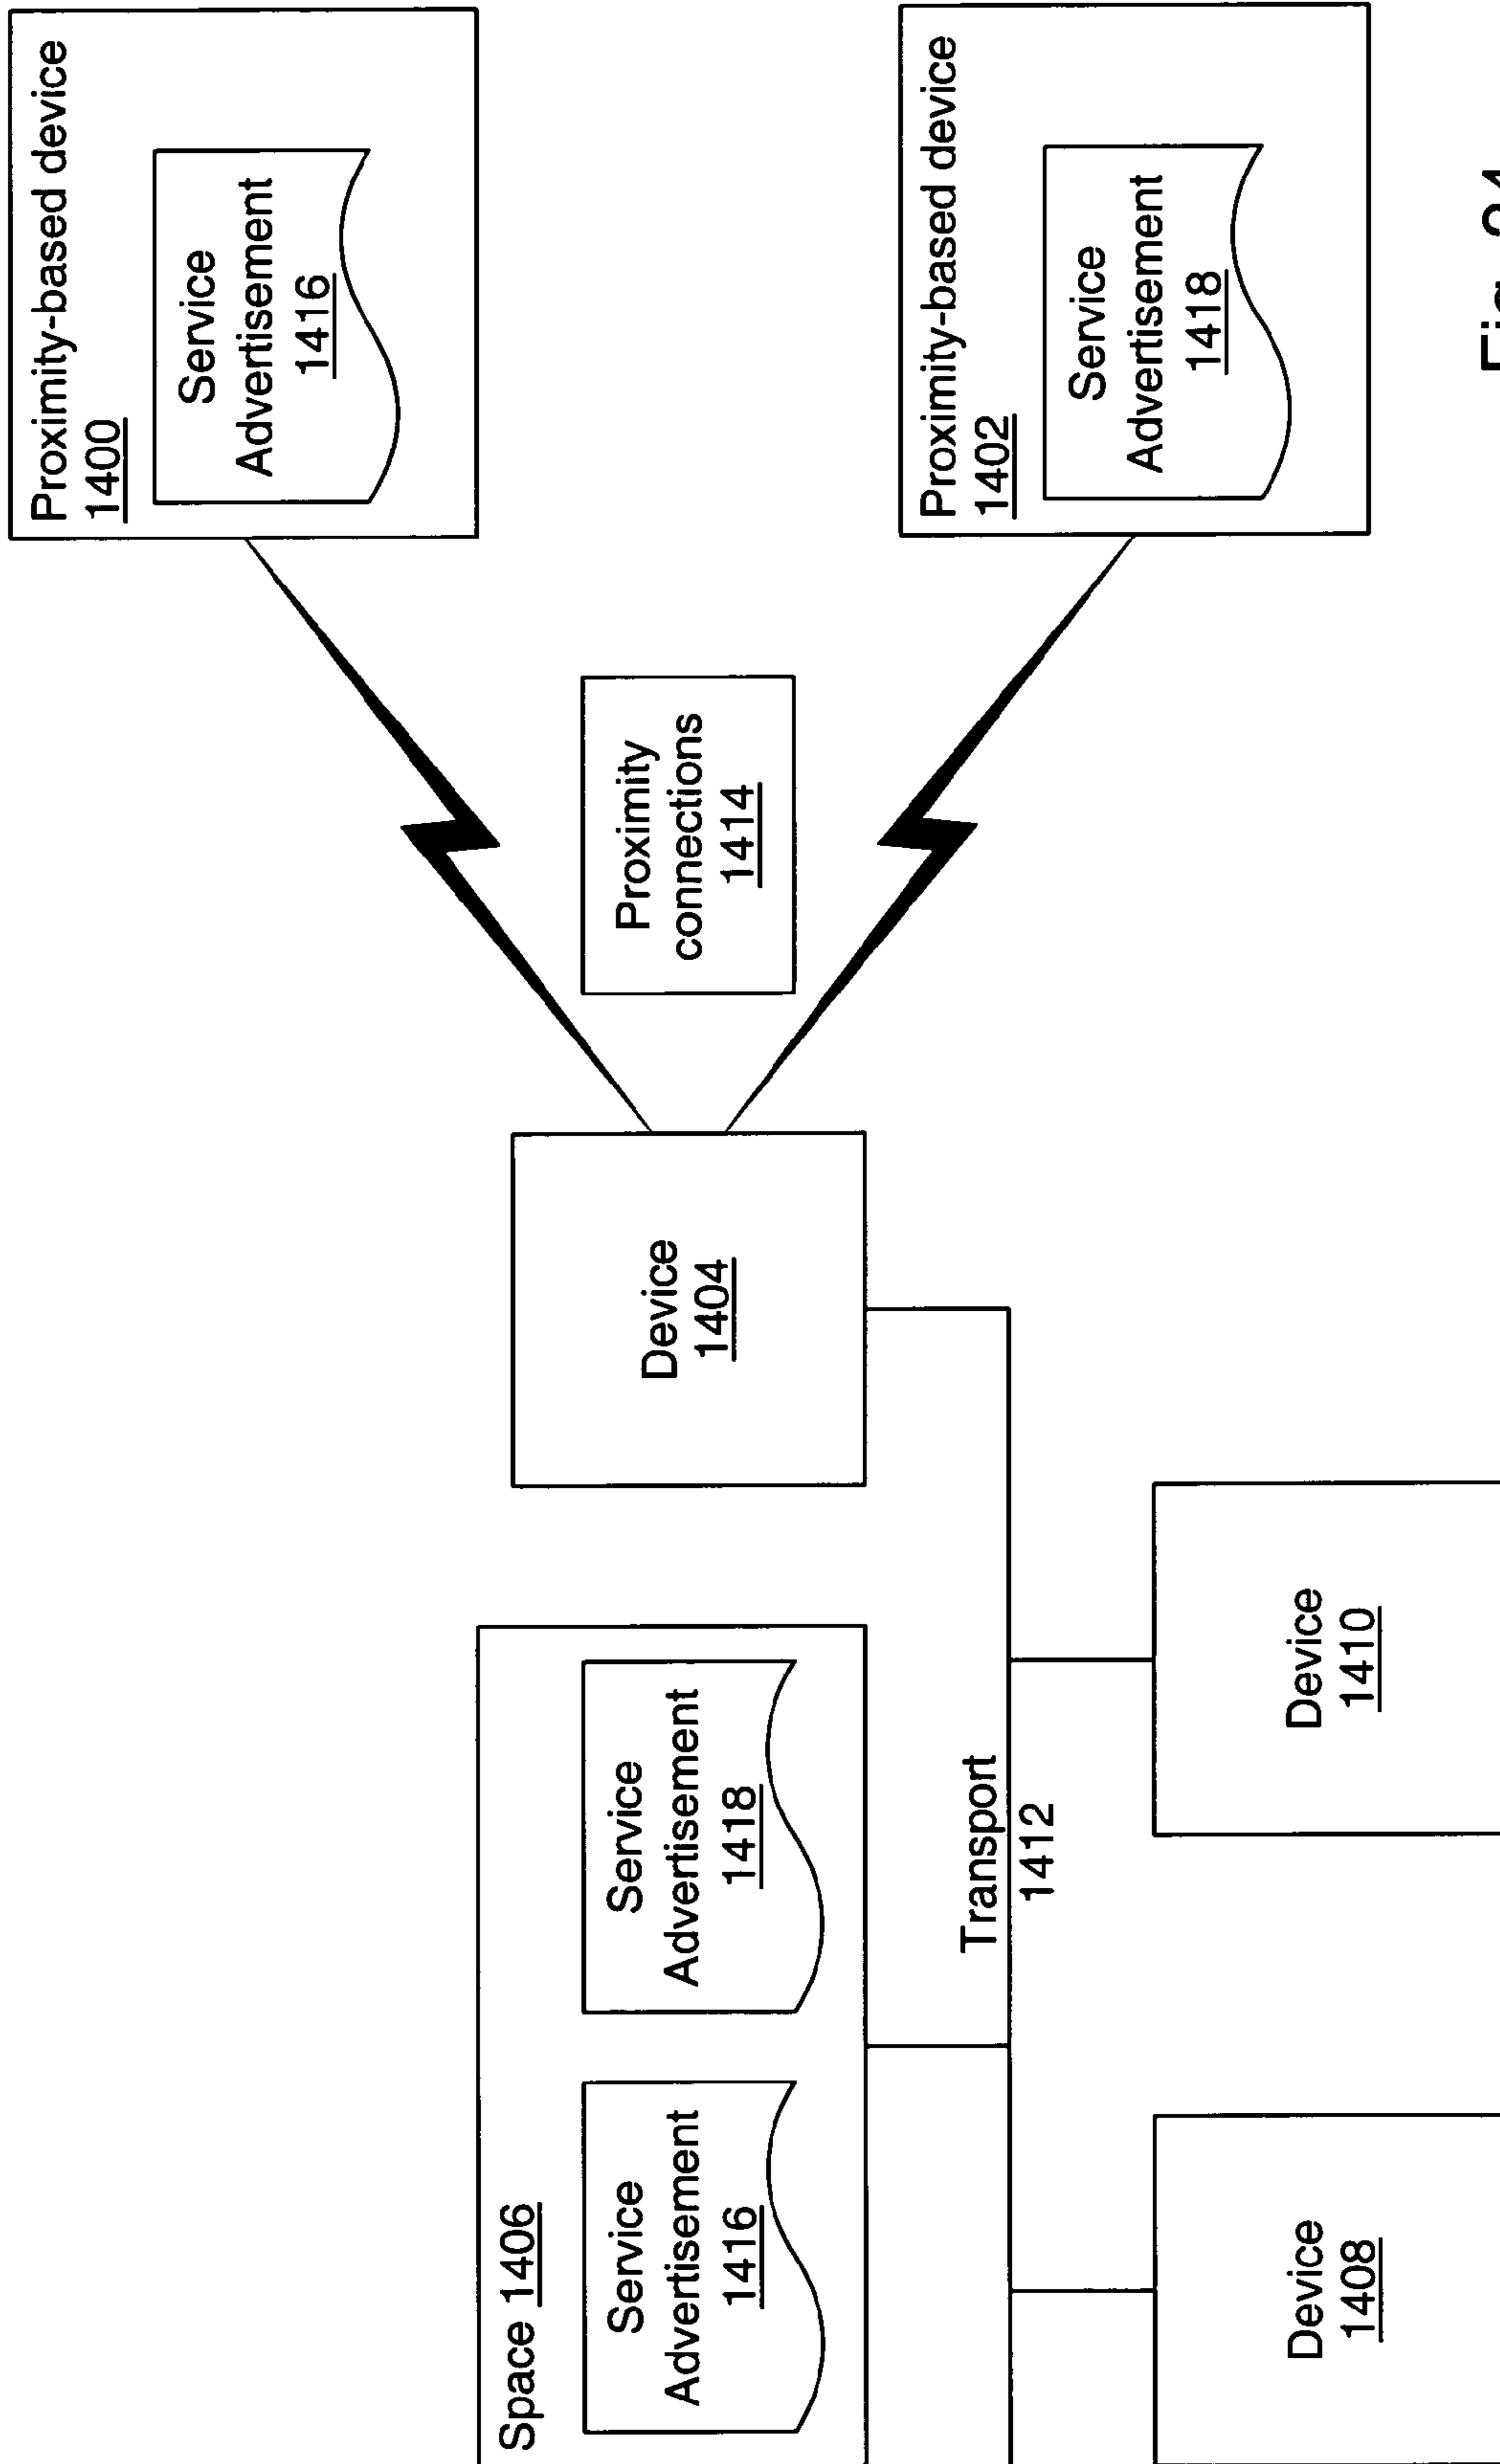 Proximity-based device
1400
Service
Advertisement
1416
Space 1406
Service
Advertisement
1416
Service
Advertisement
1418
Device
1404
Proximity
connections
1414
Proximity-based device
1402
Service
Advertisement
1418
Transport
1412
Device
1408
Device
1410